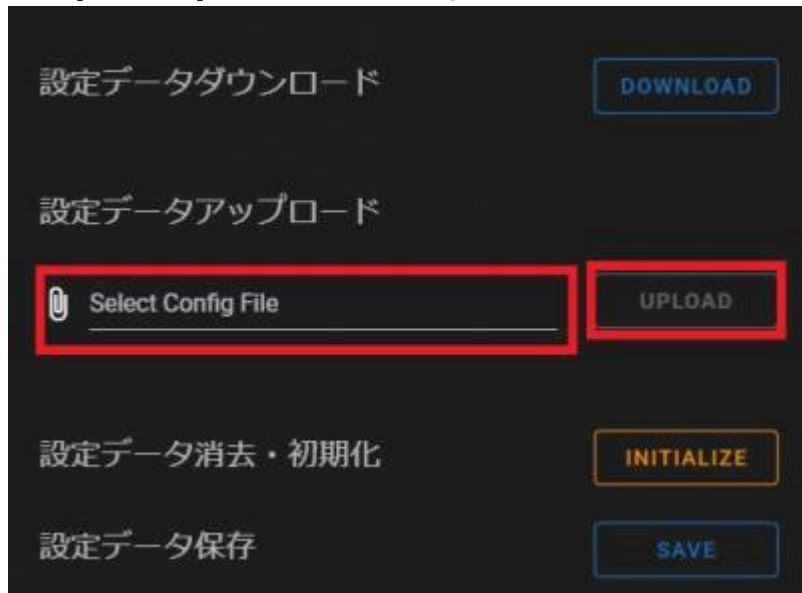 設定データダウンロード DOWNLOAD
設定データアップロード
Select Config File UPLOAD
設定データ消去・初期化 INITIALIZE
設定データ保存 SAVE